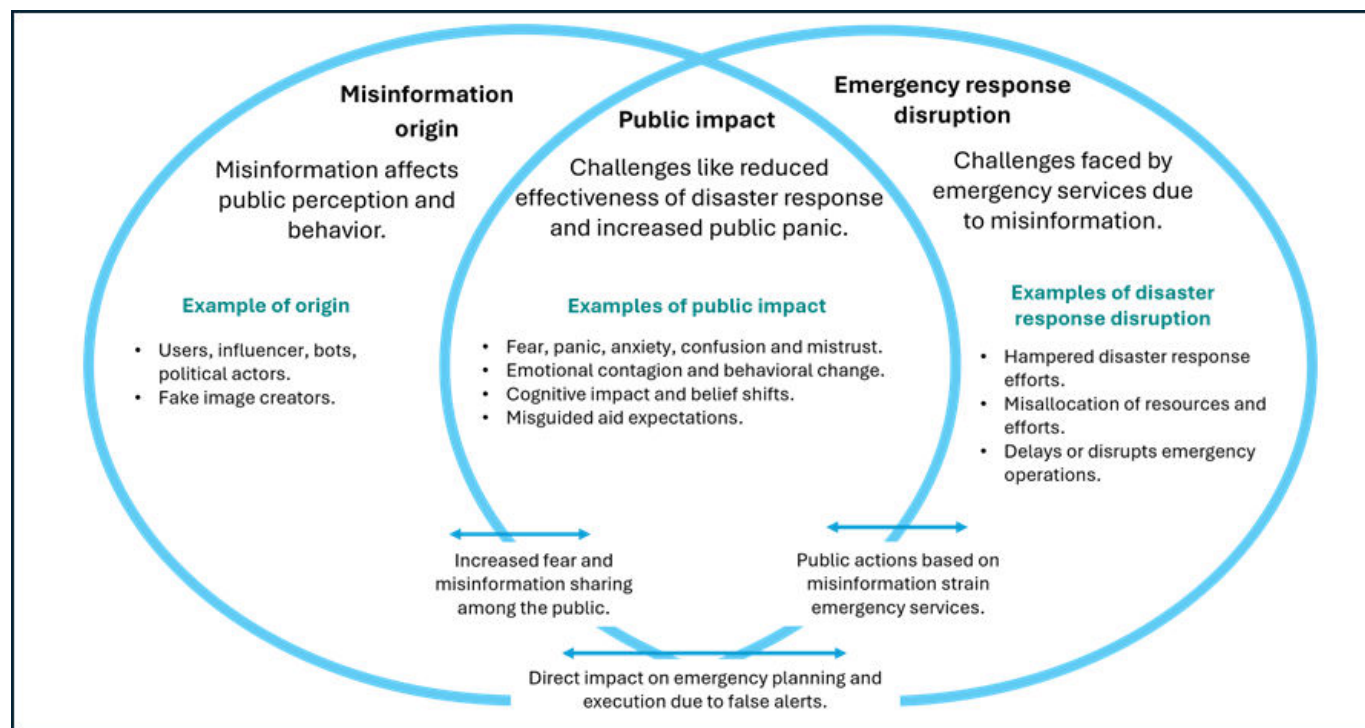 Misinformation
origin
Misinformation affects
public perception and
behavior.
Example of origin
• Users, influencer, bots,
political actors.
• Fake image creators.
Public impact
Challenges like reduced
effectiveness of disaster response
and increased public panic.
Examples of public impact
• Fear, panic, anxiety, confusion and mistrust.
• Emotional contagion and behavioral change.
• Cognitive impact and belief shifts.
• Misguided aid expectations.
Emergency response
disruption
Challenges faced by
emergency services due
to misinformation.
Examples of disaster
response disruption
• Hampered disaster response
efforts.
• Misallocation of resources and
efforts.
• Delays or disrupts emergency
operations.
Increased fear and
misinformation sharing
among the public.
Public actions based on
misinformation strain
emergency services.
Direct impact on emergency planning and
execution due to false alerts.